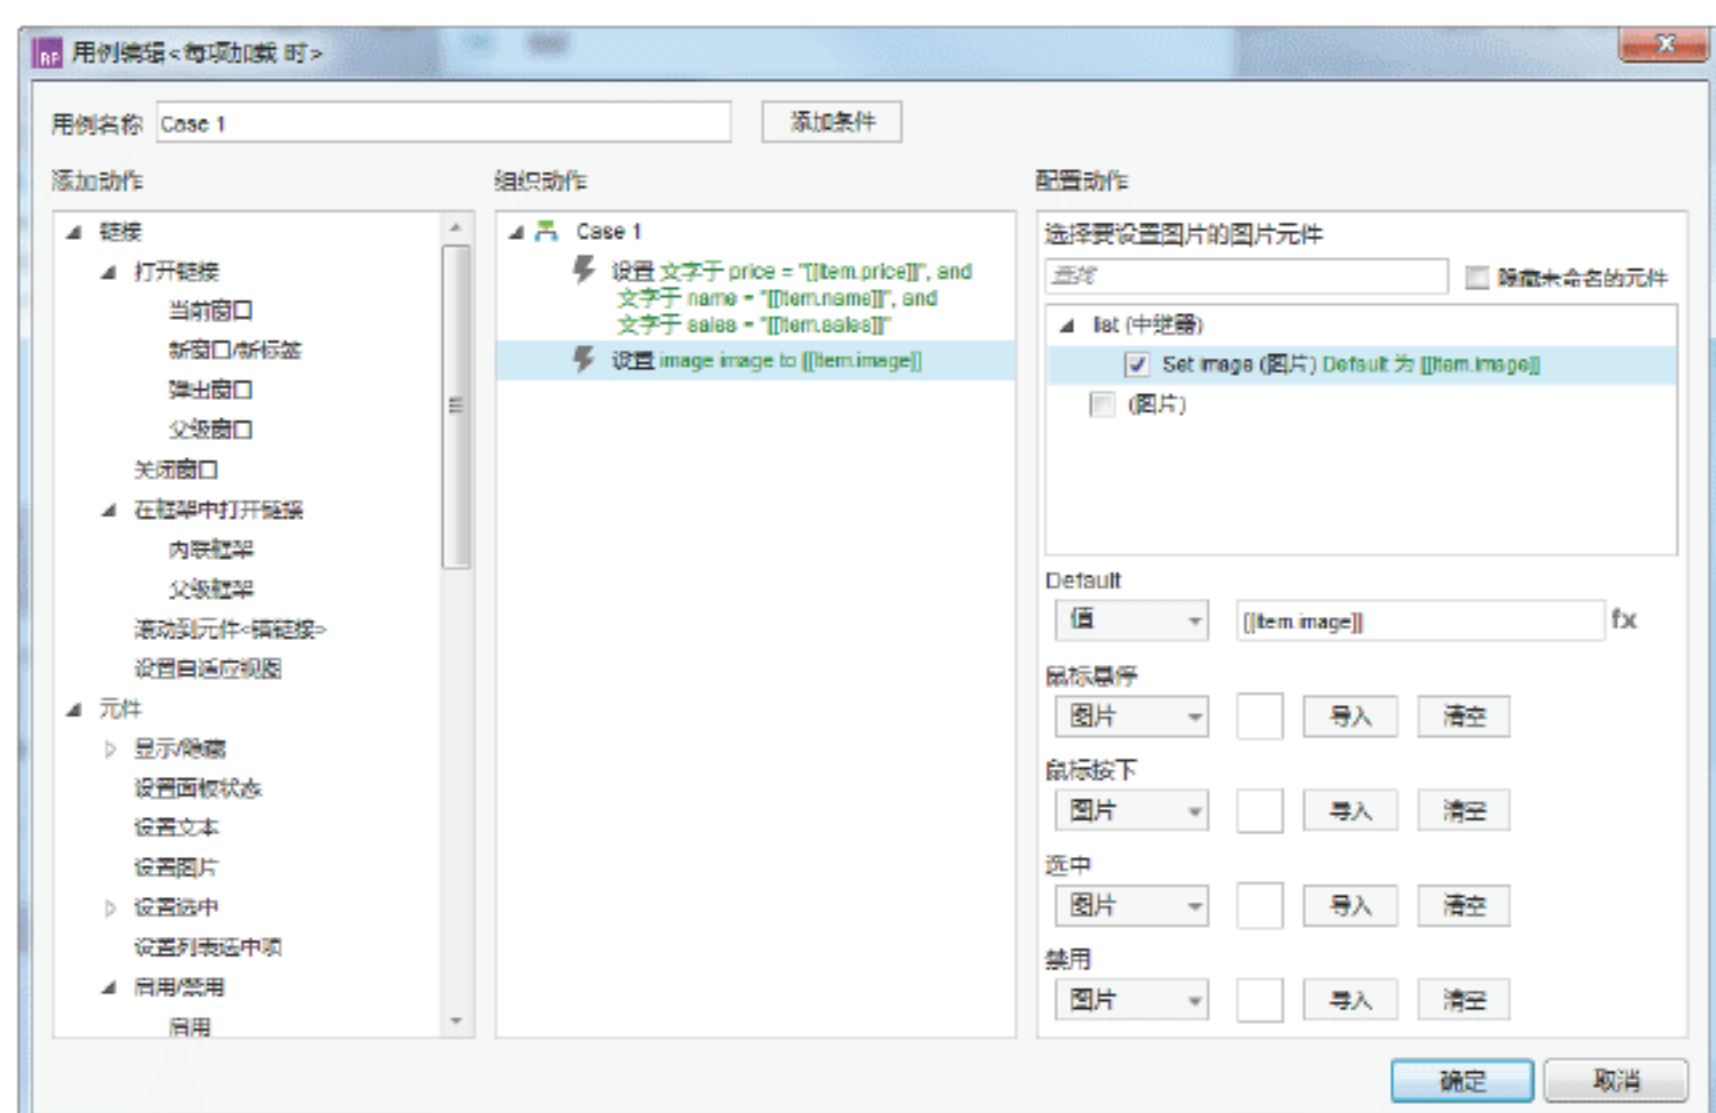 RP 用例编辑<每项加载 时>
用例名称 Case 1 添加条件
添加动作
链接
打开链接
当前窗口
新窗口/新标签
弹出窗口
父级窗口
关闭窗口
在框架中打开链接
内联框架
父级框架
滚动到元件<锚链接>
设置自适应视图
元件
显示/隐藏
设置面板状态
设置文本
设置图片
设置选中
设置列表选中项
启用/禁用
启用
组织动作
Case 1
设置 文字于 price = "[[Item.price]]", and
文字于 name = "[[Item.name]]", and
文字于 sales = "[[Item.sales]]"
设置 image image to [[Item.image]]
配置动作
选择要设置图片的图片元件
查找 隐藏未命名的元件
list (中继器)
Set image (图片) Default 为 [[Item.image]]
(图片)
Default
值 [[Item.image]] fx
鼠标悬停
图片 导入 清空
鼠标按下
图片 导入 清空
选中
图片 导入 清空
禁用
图片 导入 清空
确定 取消